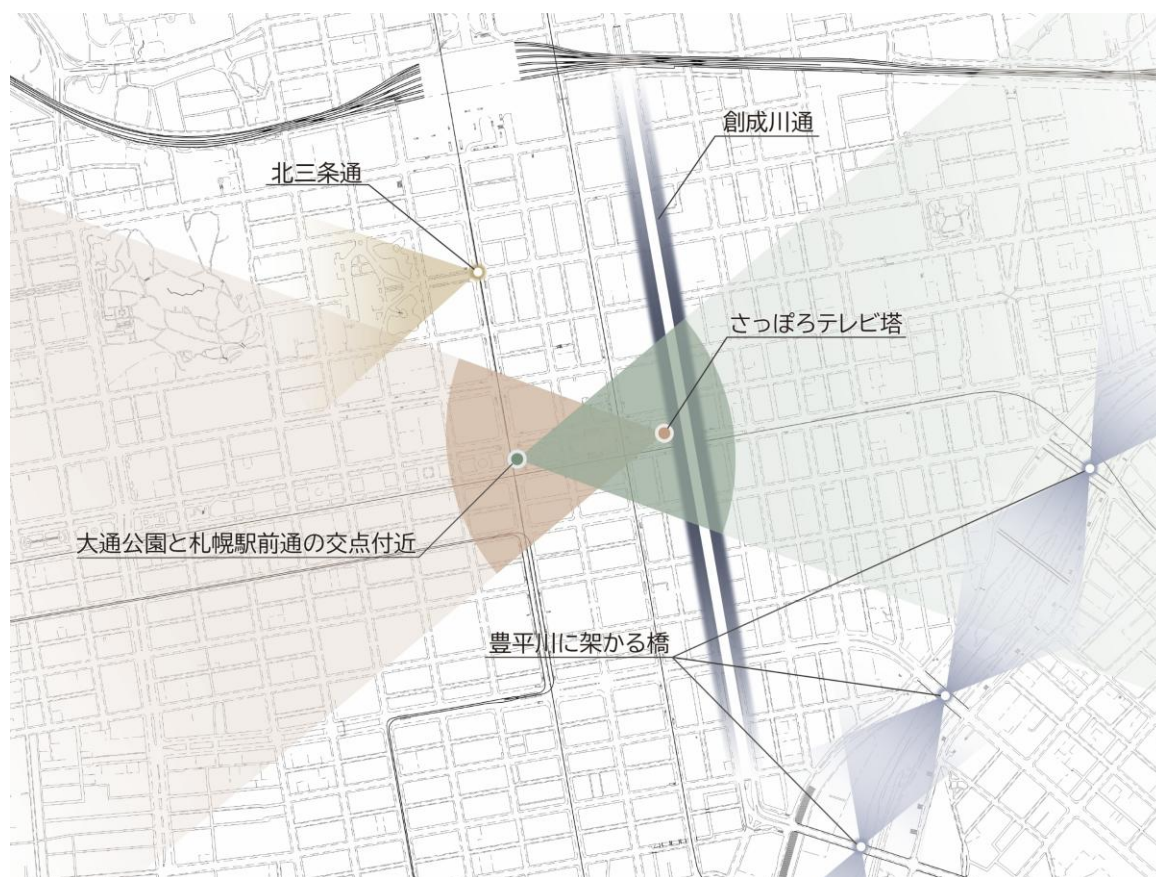 創成川通
北三条通
さっぽろテレビ塔
大通公園と札幌駅前通の交点付近
豊平川に架かる橋